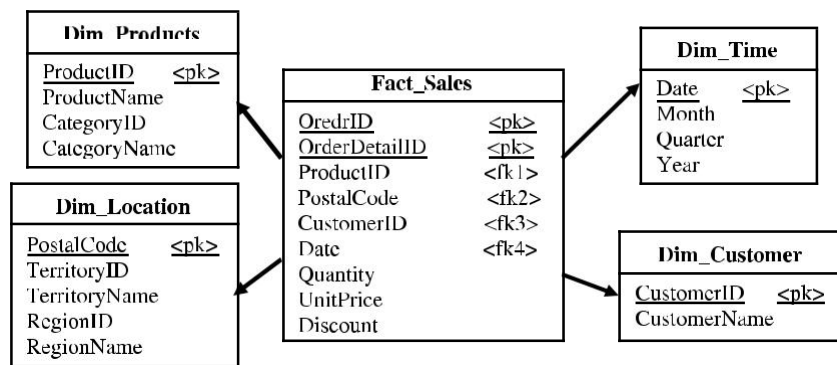 Dim_Products
ProductID <pk>
ProductName
CategoryID
CategoryName
Dim_Location
PostalCode <pk>
TerritoryID
TerritoryName
RegionID
RegionName
Fact_Sales
OredrID <pk>
OrderDetailID <pk>
ProductID <fk1>
PostalCode <fk2>
CustomerID <fk3>
Date <fk4>
Quantity
UnitPrice
Discount
Dim_Time
Date <pk>
Month
Quarter
Year
Dim_Customer
CustomerID <pk>
CustomerName